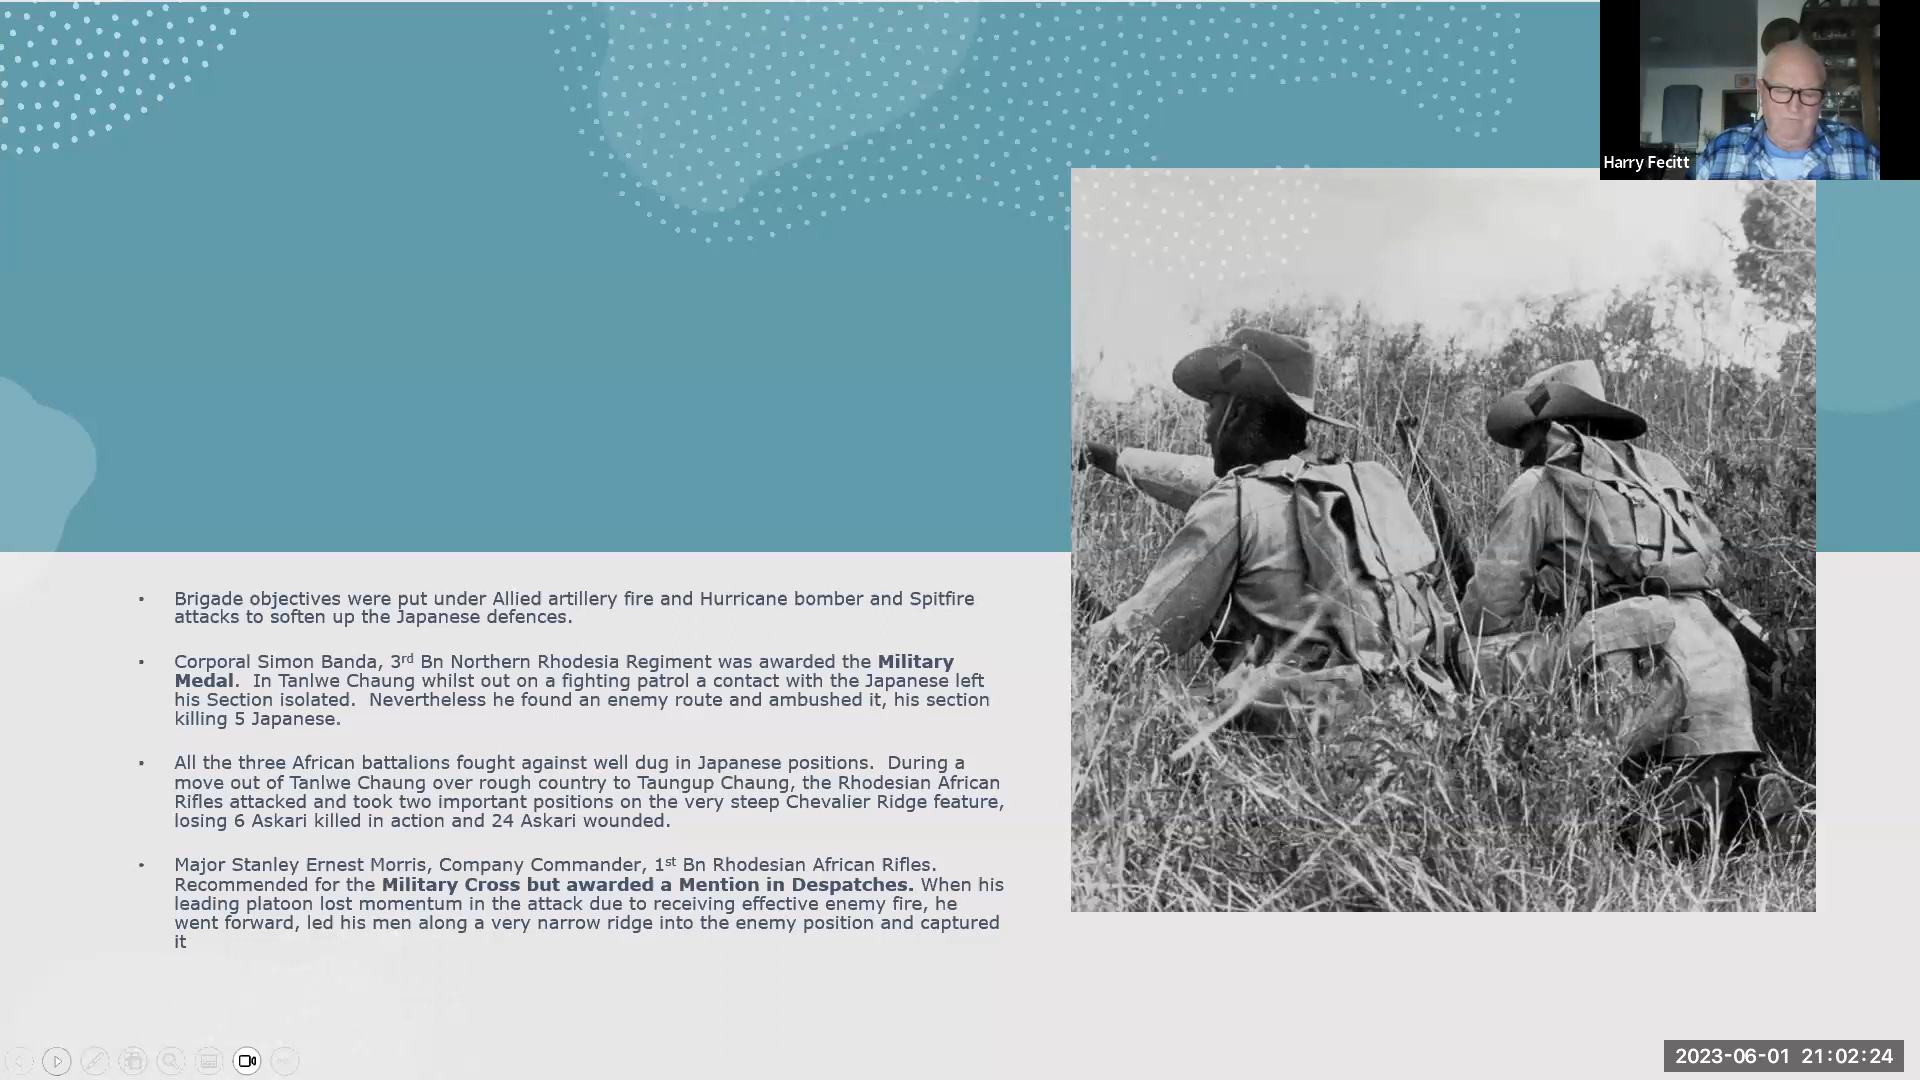 Harry Fecitt
• Brigade objectives were put under Allied artillery fire and Hurricane bomber and Spitfire
attacks to soften up the Japanese defences.
• Corporal Simon Banda, 3rd Bn Northern Rhodesia Regiment was awarded the Military
Medal.  In Tanlwe Chaung whilst out on a fighting patrol a contact with the Japanese left
his Section isolated.  Nevertheless he found an enemy route and ambushed it, his section
killing 5 Japanese.
• All the three African battalions fought against well dug in Japanese positions.  During a
move out of Tanlwe Chaung over rough country to Taungup Chaung, the Rhodesian African
Rifles attacked and took two important positions on the very steep Chevalier Ridge feature,
losing 6 Askari killed in action and 24 Askari wounded.
• Major Stanley Ernest Morris, Company Commander, 1st Bn Rhodesian African Rifles.
Recommended for the Military Cross but awarded a Mention in Despatches. When his
leading platoon lost momentum in the attack due to receiving effective enemy fire, he
went forward, led his men along a very narrow ridge into the enemy position and captured
it
2023-06-01 21:02:24